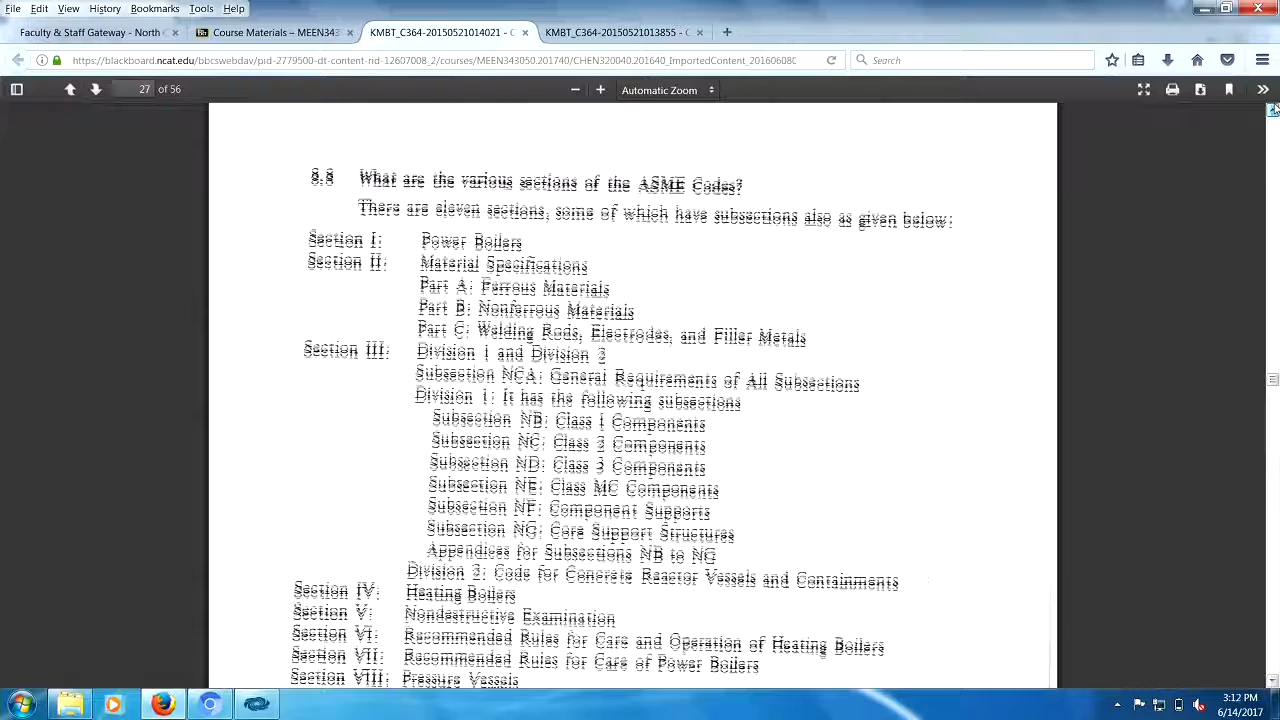 File Edit View History Bookmarks Tools Help
Faculty & Staff Gateway - North C
Course Materials – MEEN343
KMBT_C364-20150521014021 -
KMBT_C364-20150521013855 -
https://blackboard.ncat.edu/bbcswebdav/pid-2779500-dt-content-rid-12607008_2/courses/MEEN343050.201740/CHEN320040.201640_ImportedContent_201606080
Search
27 of 56
Automatic Zoom
8.8 What are the various sections of the ASME Codes?
There are eleven sections, some of which have subsections also as given below:
Section I: Power Boilers
Section II: Material Specifications
Part A: Ferrous Materials
Part B: Nonferrous Materials
Part C: Welding Rods, Electrodes, and Filler Metals
Section III: Division 1 and Division 2
Subsection NCA: General Requirements of All Subsections
Division 1: It has the following subsections
Subsection NB: Class 1 Components
Subsection NC: Class 2 Components
Subsection ND: Class 3 Components
Subsection NE: Class MC Components
Subsection NF: Component Supports
Subsection NG: Core Support Structures
Appendices for Subsections NB to NG
Division 2: Code for Concrete Reactor Vessels and Containments
Section IV: Heating Boilers
Section V: Nondestructive Examination
Section VI: Recommended Rules for Care and Operation of Heating Boilers
Section VII: Recommended Rules for Care of Power Boilers
Section VIII: Pressure Vessels
3:12 PM
6/14/2017